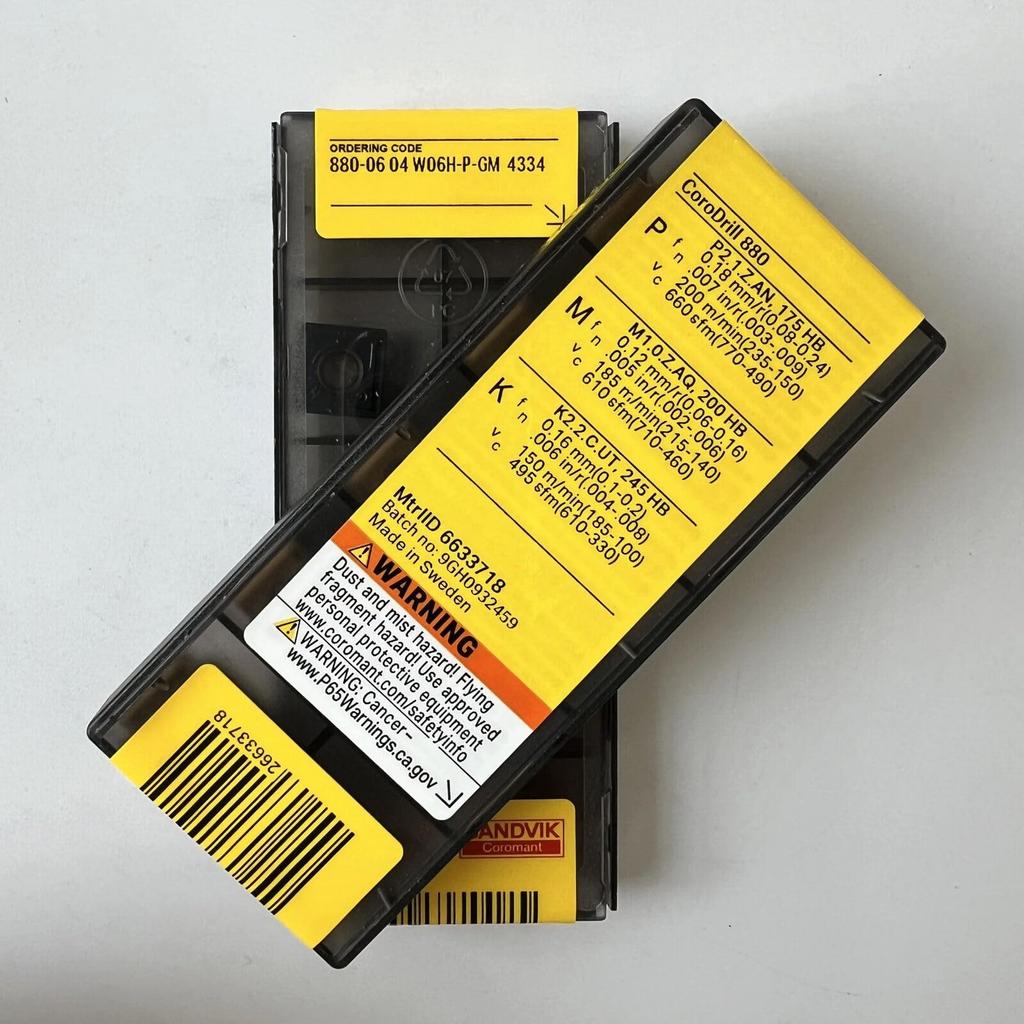 ORDERING CODE
880-06 04 W06H-P-GM 4334
CoroDrill 880
P P2.1.Z.AN, 175 HB
fn 0.18 mm/r(0.08-0.24)
.007 in/r(.003-.009)
vc 200 m/min(235-150)
660 sfm(770-490)
M M1.0.Z.AQ, 200 HB
fn 0.12 mm/r(0.06-0.16)
.005 in/r(.002-.006)
vc 185 m/min(215-140)
610 sfm(710-460)
K K2.2.C.UT, 245 HB
fn 0.16 mm(0.1-0.2)
.006 in/r(.004-.008)
vc 150 m/min(185-100)
495 sfm(610-330)
MtrlID 6633718
Batch no: 9GH0932459
Made in Sweden
WARNING
Dust and mist hazard! Flying
fragment hazard! Use approved
personal protective equipment
www.coromant.com/safetyinfo
WARNING: Cancer–
www.P65Warnings.ca.gov
26633718
ANDVIK
Coromant